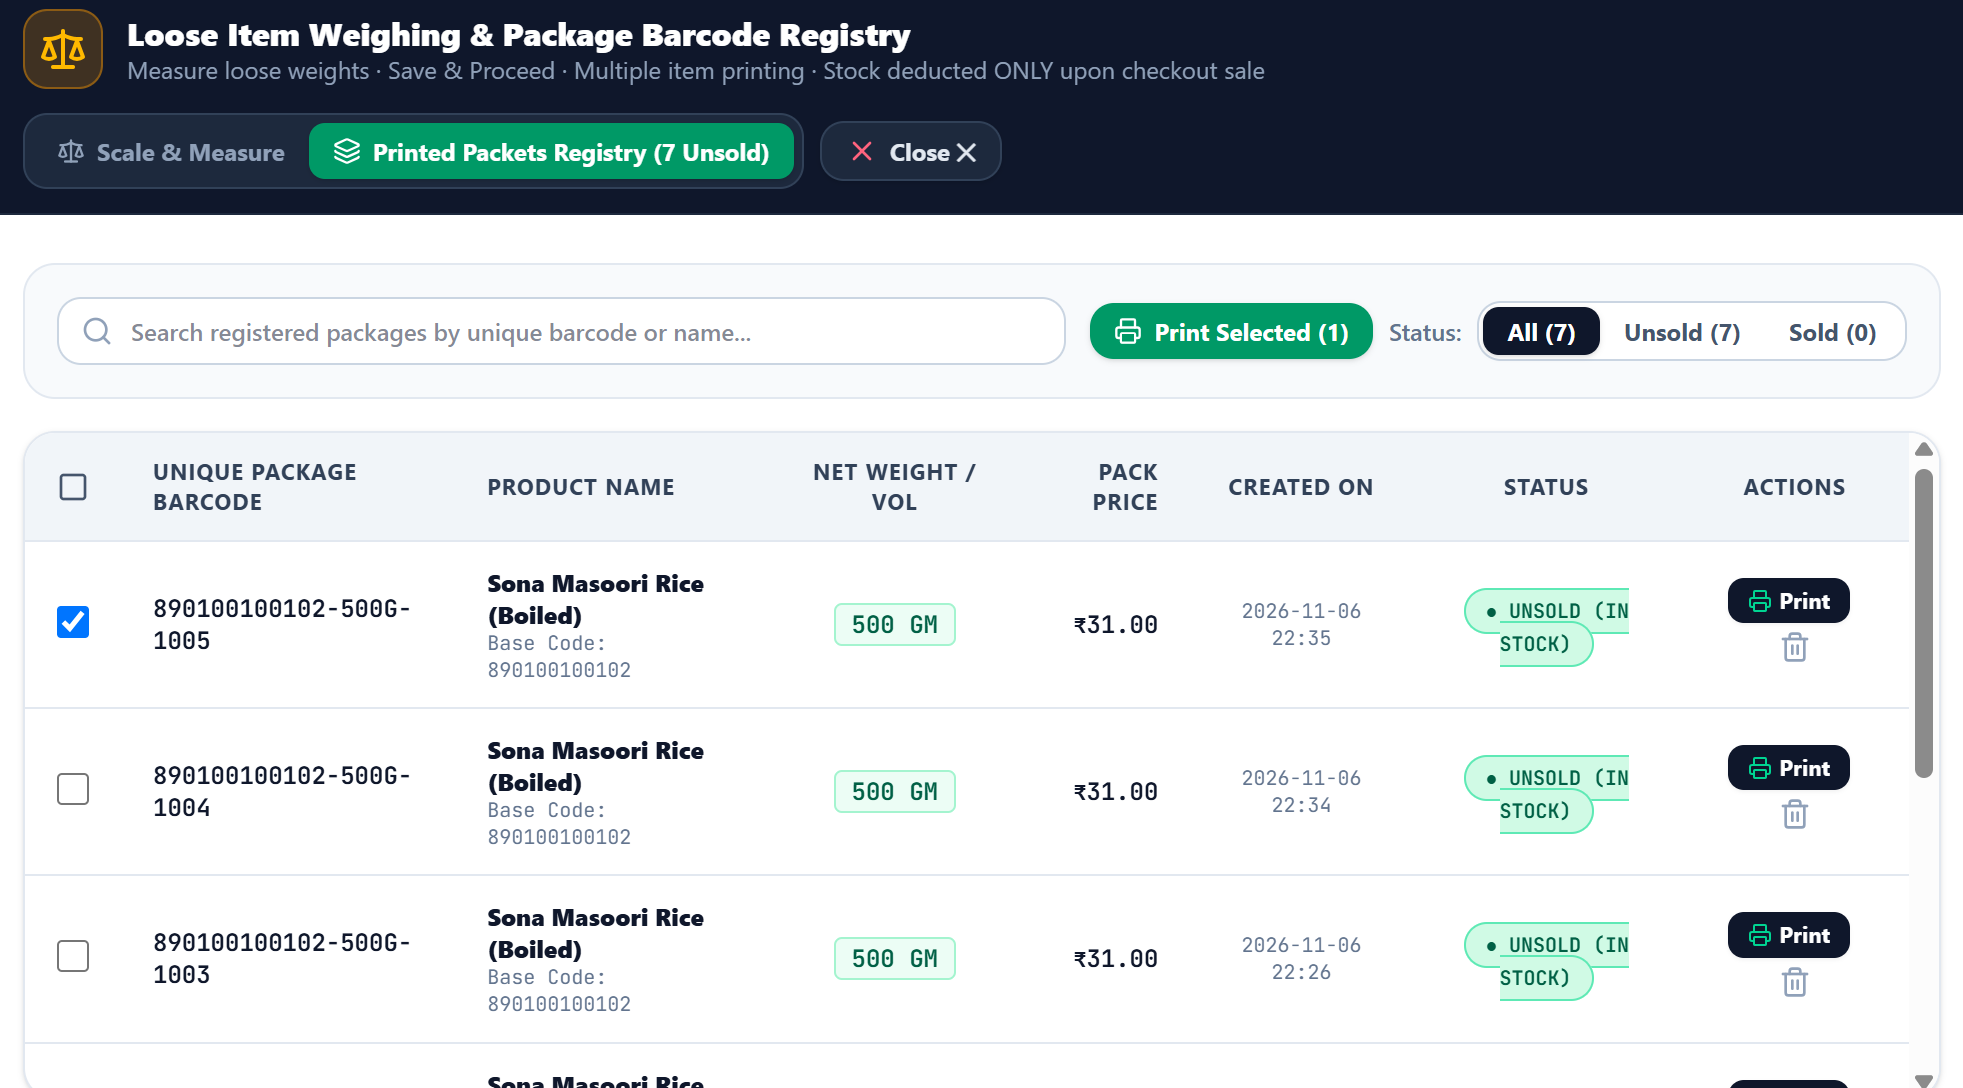 Loose Item Weighing & Package Barcode Registry
Measure loose weights · Save & Proceed · Multiple item printing · Stock deducted ONLY upon checkout sale
Scale & Measure
Printed Packets Registry (7 Unsold)
Close
Search registered packages by unique barcode or name...
Print Selected (1)
Status:
All (7)
Unsold (7)
Sold (0)
UNIQUE PACKAGE
BARCODE
PRODUCT NAME
NET WEIGHT /
VOL
PACK
PRICE
CREATED ON
STATUS
ACTIONS
890100100102-500G-
1005
Sona Masoori Rice
(Boiled)
Base Code:
890100100102
500 GM
₹31.00
2026-11-06
22:35
● UNSOLD (IN
STOCK)
Print
890100100102-500G-
1004
Sona Masoori Rice
(Boiled)
Base Code:
890100100102
500 GM
₹31.00
2026-11-06
22:34
● UNSOLD (IN
STOCK)
Print
890100100102-500G-
1003
Sona Masoori Rice
(Boiled)
Base Code:
890100100102
500 GM
₹31.00
2026-11-06
22:26
● UNSOLD (IN
STOCK)
Print
Sona Masoori Rice